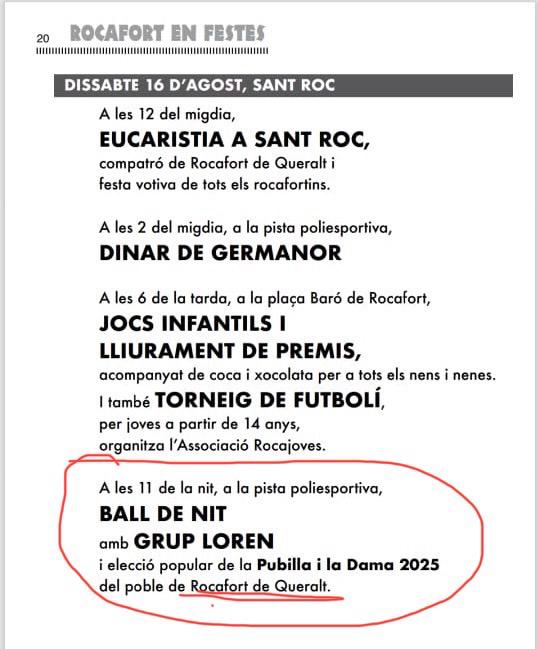 20 ROCAFORT EN FESTES
DISSABTE 16 D'AGOST, SANT ROC
A les 12 del migdia,
EUCARISTIA A SANT ROC,
compatró de Rocafort de Queralt i
festa votiva de tots els rocafortins.
A les 2 del migdia, a la pista poliesportiva,
DINAR DE GERMANOR
A les 6 de la tarda, a la plaça Baró de Rocafort,
JOCS INFANTILS I
LLIURAMENT DE PREMIS,
acompanyat de coca i xocolata per a tots els nens i nenes.
I també TORNEIG DE FUTBOLÍ,
per joves a partir de 14 anys,
organitza l'Associació Rocajoves.
A les 11 de la nit, a la pista poliesportiva,
BALL DE NIT
amb GRUP LOREN
i elecció popular de la Pubilla i la Dama 2025
del poble de Rocafort de Queralt.